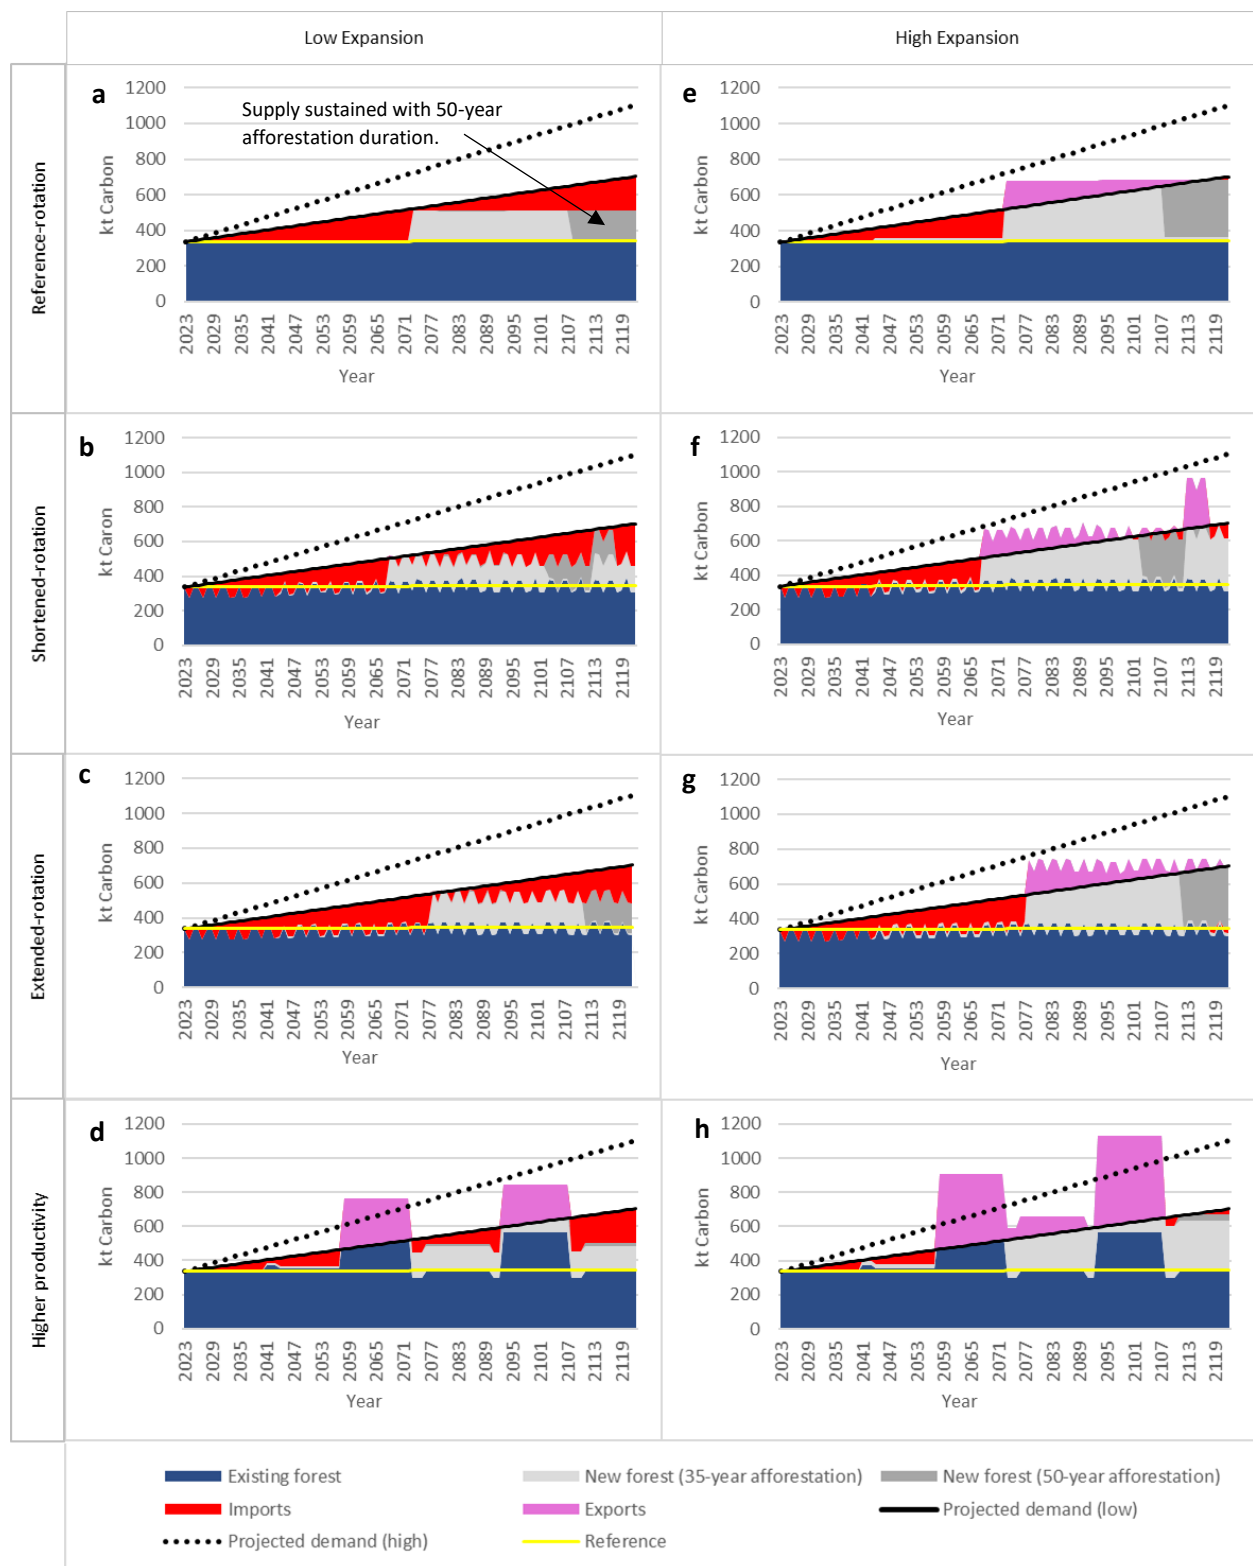 Low Expansion
High Expansion
Reference-rotation
a
Supply sustained with 50-year
afforestation duration.
kt Carbon
1200
1000
800
600
400
200
0
2023 2029 2035 2041 2047 2053 2059 2065 2071 2077 2083 2089 2095 2101 2107 2113 2119
Year
e
kt Carbon
1200
1000
800
600
400
200
0
2023 2029 2035 2041 2047 2053 2059 2065 2071 2077 2083 2089 2095 2101 2107 2113 2119
Year
Shortened-rotation
b
kt Caron
1200
1000
800
600
400
200
0
2023 2029 2035 2041 2047 2053 2059 2065 2071 2077 2083 2089 2095 2101 2107 2113 2119
Year
f
kt Carbon
1200
1000
800
600
400
200
0
2023 2029 2035 2041 2047 2053 2059 2065 2071 2077 2083 2089 2095 2101 2107 2113 2119
Year
Extended-rotation
c
kt Carbon
1200
1000
800
600
400
200
0
2023 2029 2035 2041 2047 2053 2059 2065 2071 2077 2083 2089 2095 2101 2107 2113 2119
Year
g
kt Carbon
1200
1000
800
600
400
200
0
2023 2029 2035 2041 2047 2053 2059 2065 2071 2077 2083 2089 2095 2101 2107 2113 2119
Year
Higher productivity
d
kt Carbon
1200
1000
800
600
400
200
0
2023 2029 2035 2041 2047 2053 2059 2065 2071 2077 2083 2089 2095 2101 2107 2113 2119
Year
h
kt Carbon
1200
1000
800
600
400
200
0
2023 2029 2035 2041 2047 2053 2059 2065 2071 2077 2083 2089 2095 2101 2107 2113 2119
Year
Existing forest
New forest (35-year afforestation)
New forest (50-year afforestation)
Imports
Exports
Projected demand (low)
Projected demand (high)
Reference